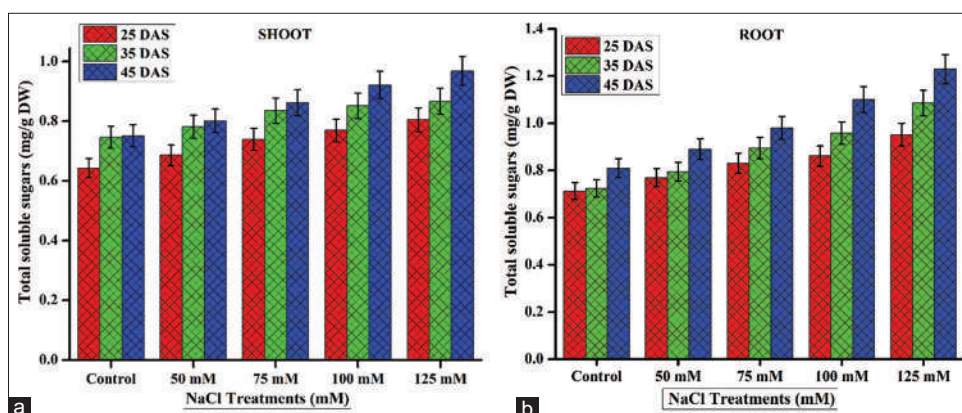 SHOOT
25 DAS
35 DAS
45 DAS
Total soluble sugars (mg/g DW)
1.0
0.8
0.6
0.4
0.2
0.0
Control 50 mM 75 mM 100 mM 125 mM
NaCl Treatments (mM)
a
ROOT
25 DAS
35 DAS
45 DAS
Total soluble sugars (mg/g DW)
1.4
1.2
1.0
0.8
0.6
0.4
0.2
0.0
Control 50 mM 75 mM 100 mM 125 mM
NaCl Treatments (mM)
b